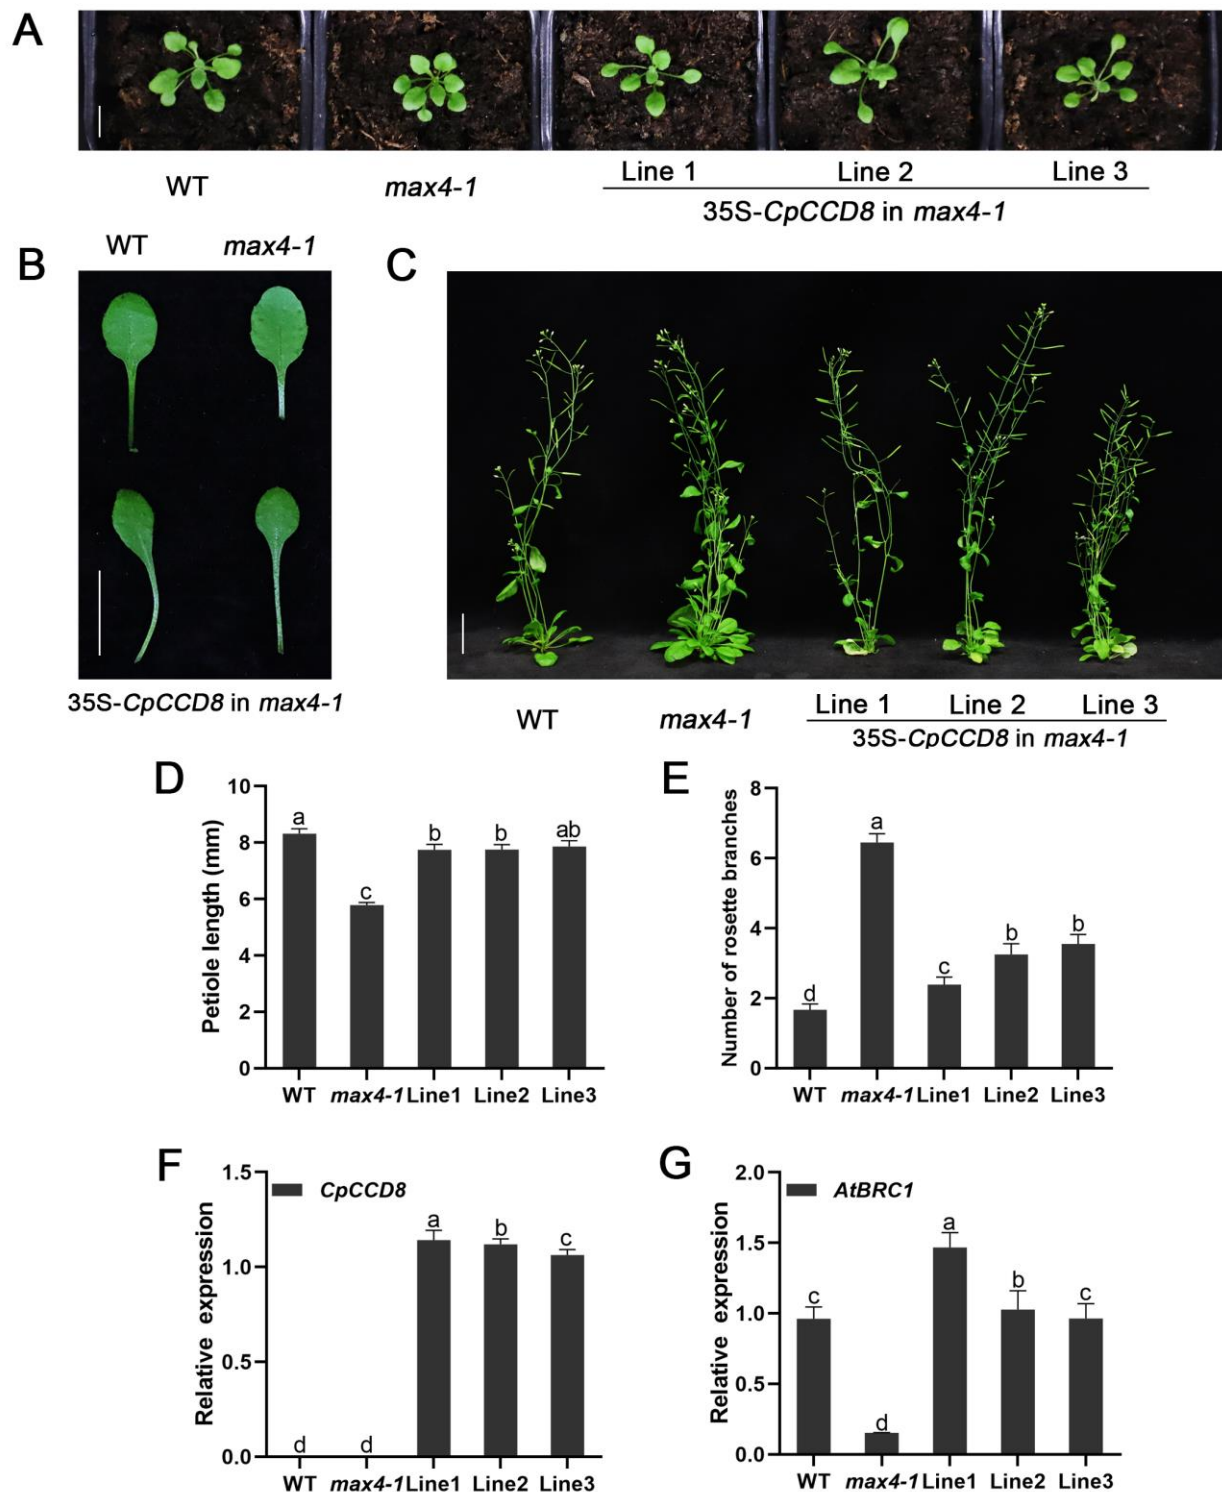 A
WT
max4-1
Line 1
Line 2
Line 3
35S-CpCCD8 in max4-1
B
WT
max4-1
35S-CpCCD8 in max4-1
C
WT
max4-1
Line 1
Line 2
Line 3
35S-CpCCD8 in max4-1
D
Petiole length (mm)
10
8
6
4
2
0
a
c
b
b
ab
WT
max4-1
Line1
Line2
Line3
E
Number of rosette branches
8
6
4
2
0
d
a
c
b
b
WT
max4-1
Line1
Line2
Line3
F
Relative expression
1.5
1.0
0.5
0.0
CpCCD8
d
d
a
b
c
WT
max4-1
Line1
Line2
Line3
G
Relative expression
2.0
1.5
1.0
0.5
0.0
AtBRC1
c
d
a
b
c
WT
max4-1
Line1
Line2
Line3